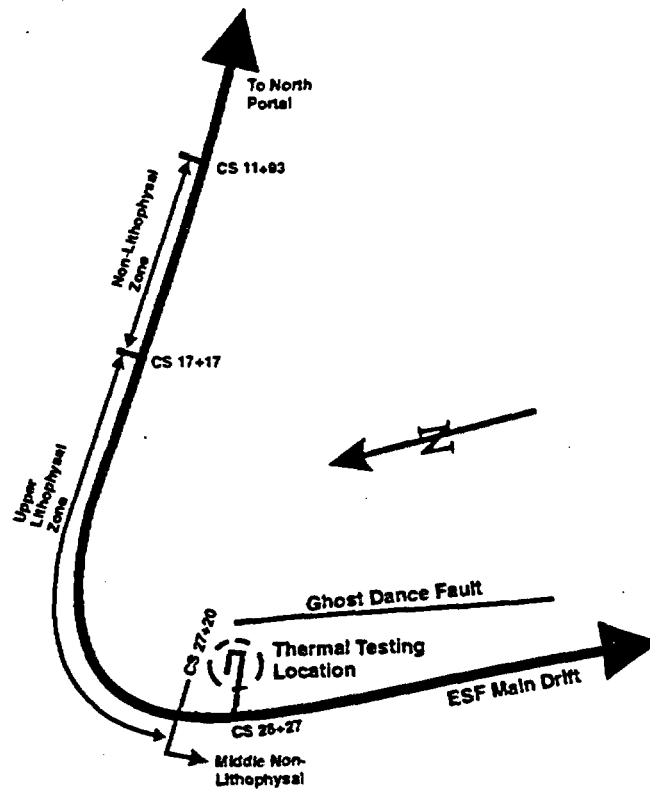 To North
Portal
CS 11+93
Non-Lithophysal
Zone
CS 17+17
N
Upper
Lithophysal
Zone
Ghost Dance Fault
CS 27+20
Thermal Testing
Location
ESF Main Drift
CS 26+27
Middle Non-
Lithophysal